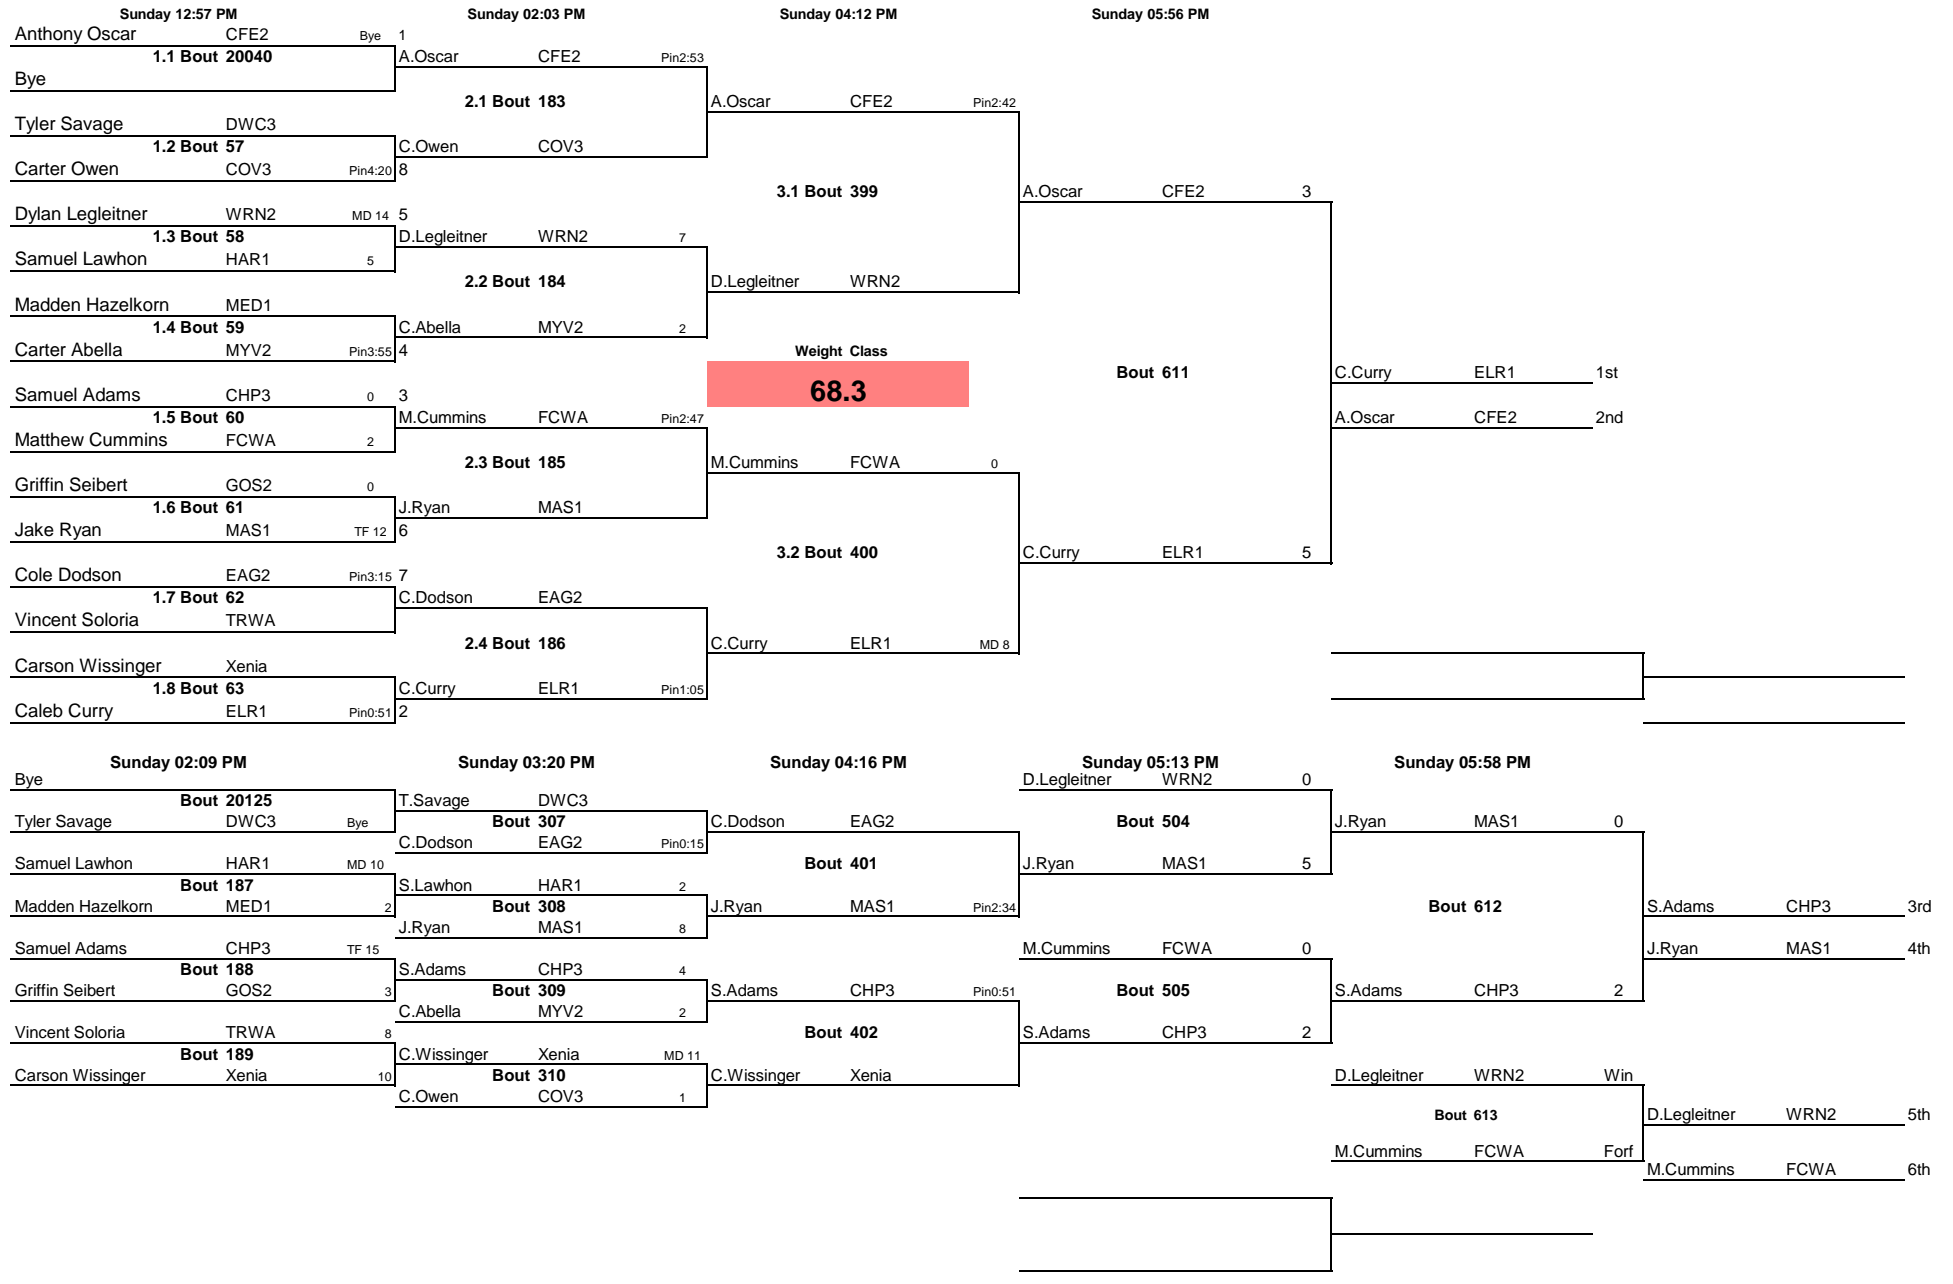 Sunday 12:57 PM Sunday 02:03 PM Sunday 04:12 PM Sunday 05:56 PM
Anthony Oscar CFE2 Bye 1
1.1 Bout 20040 A.Oscar CFE2 Pin2:53
Bye
2.1 Bout 183 A.Oscar CFE2 Pin2:42
Tyler Savage DWC3
1.2 Bout 57 C.Owen COV3
Carter Owen COV3 Pin4:20 8
3.1 Bout 399 A.Oscar CFE2 3
Dylan Legleitner WRN2 MD 14 5
1.3 Bout 58 D.Legleitner WRN2 7
Samuel Lawhon HAR1 5
2.2 Bout 184 D.Legleitner WRN2
Madden Hazelkorn MED1
1.4 Bout 59 C.Abella MYV2 2
Carter Abella MYV2 Pin3:55 4 Weight Class
Bout 611 C.Curry ELR1 1st
Samuel Adams CHP3 0 3 68.3
1.5 Bout 60 M.Cummins FCWA Pin2:47 A.Oscar CFE2 2nd
Matthew Cummins FCWA 2
2.3 Bout 185 M.Cummins FCWA 0
Griffin Seibert GOS2 0
1.6 Bout 61 J.Ryan MAS1
Jake Ryan MAS1 TF 12 6
3.2 Bout 400 C.Curry ELR1 5
Cole Dodson EAG2 Pin3:15 7
1.7 Bout 62 C.Dodson EAG2
Vincent Soloria TRWA
2.4 Bout 186 C.Curry ELR1 MD 8
Carson Wissinger Xenia
1.8 Bout 63 C.Curry ELR1 Pin1:05
Caleb Curry ELR1 Pin0:51 2
Sunday 02:09 PM Sunday 03:20 PM Sunday 04:16 PM Sunday 05:13 PM Sunday 05:58 PM
Bye D.Legleitner WRN2 0
Bout 20125 T.Savage DWC3
Tyler Savage DWC3 Bye Bout 307 C.Dodson EAG2 Bout 504 J.Ryan MAS1 0
C.Dodson EAG2 Pin0:15
Samuel Lawhon HAR1 MD 10 Bout 401 J.Ryan MAS1 5
Bout 187 S.Lawhon HAR1 2
Madden Hazelkorn MED1 2 Bout 308 J.Ryan MAS1 Pin2:34 Bout 612 S.Adams CHP3 3rd
J.Ryan MAS1 8
Samuel Adams CHP3 TF 15 M.Cummins FCWA 0 J.Ryan MAS1 4th
Bout 188 S.Adams CHP3 4
Griffin Seibert GOS2 3 Bout 309 S.Adams CHP3 Pin0:51 Bout 505 S.Adams CHP3 2
C.Abella MYV2 2
Vincent Soloria TRWA 8 Bout 402 S.Adams CHP3 2
Bout 189 C.Wissinger Xenia MD 11
Carson Wissinger Xenia 10 Bout 310 C.Wissinger Xenia D.Legleitner WRN2 Win
C.Owen COV3 1
Bout 613 D.Legleitner WRN2 5th
M.Cummins FCWA Forf
M.Cummins FCWA 6th